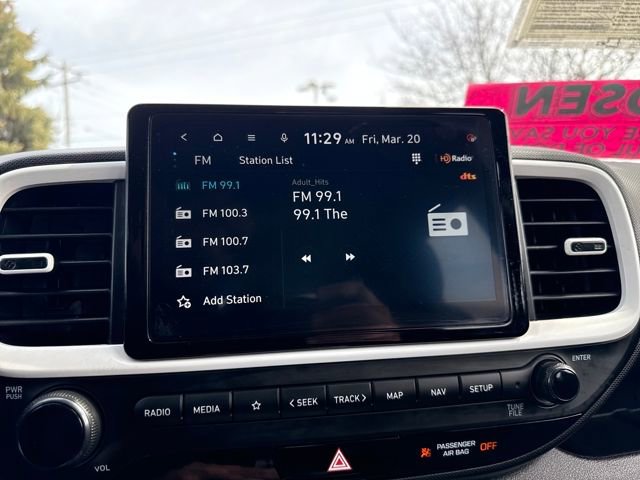 11:29 AM Fri, Mar. 20
FM Station List HD Radio
dts
FM 99.1
FM 100.3
FM 100.7
FM 103.7
Add Station
Adult_Hits
FM 99.1
99.1 The
PWR
PUSH
VOL
RADIO MEDIA < SEEK TRACK > MAP NAV SETUP
ENTER
TUNE
FILE
PASSENGER
AIR BAG OFF